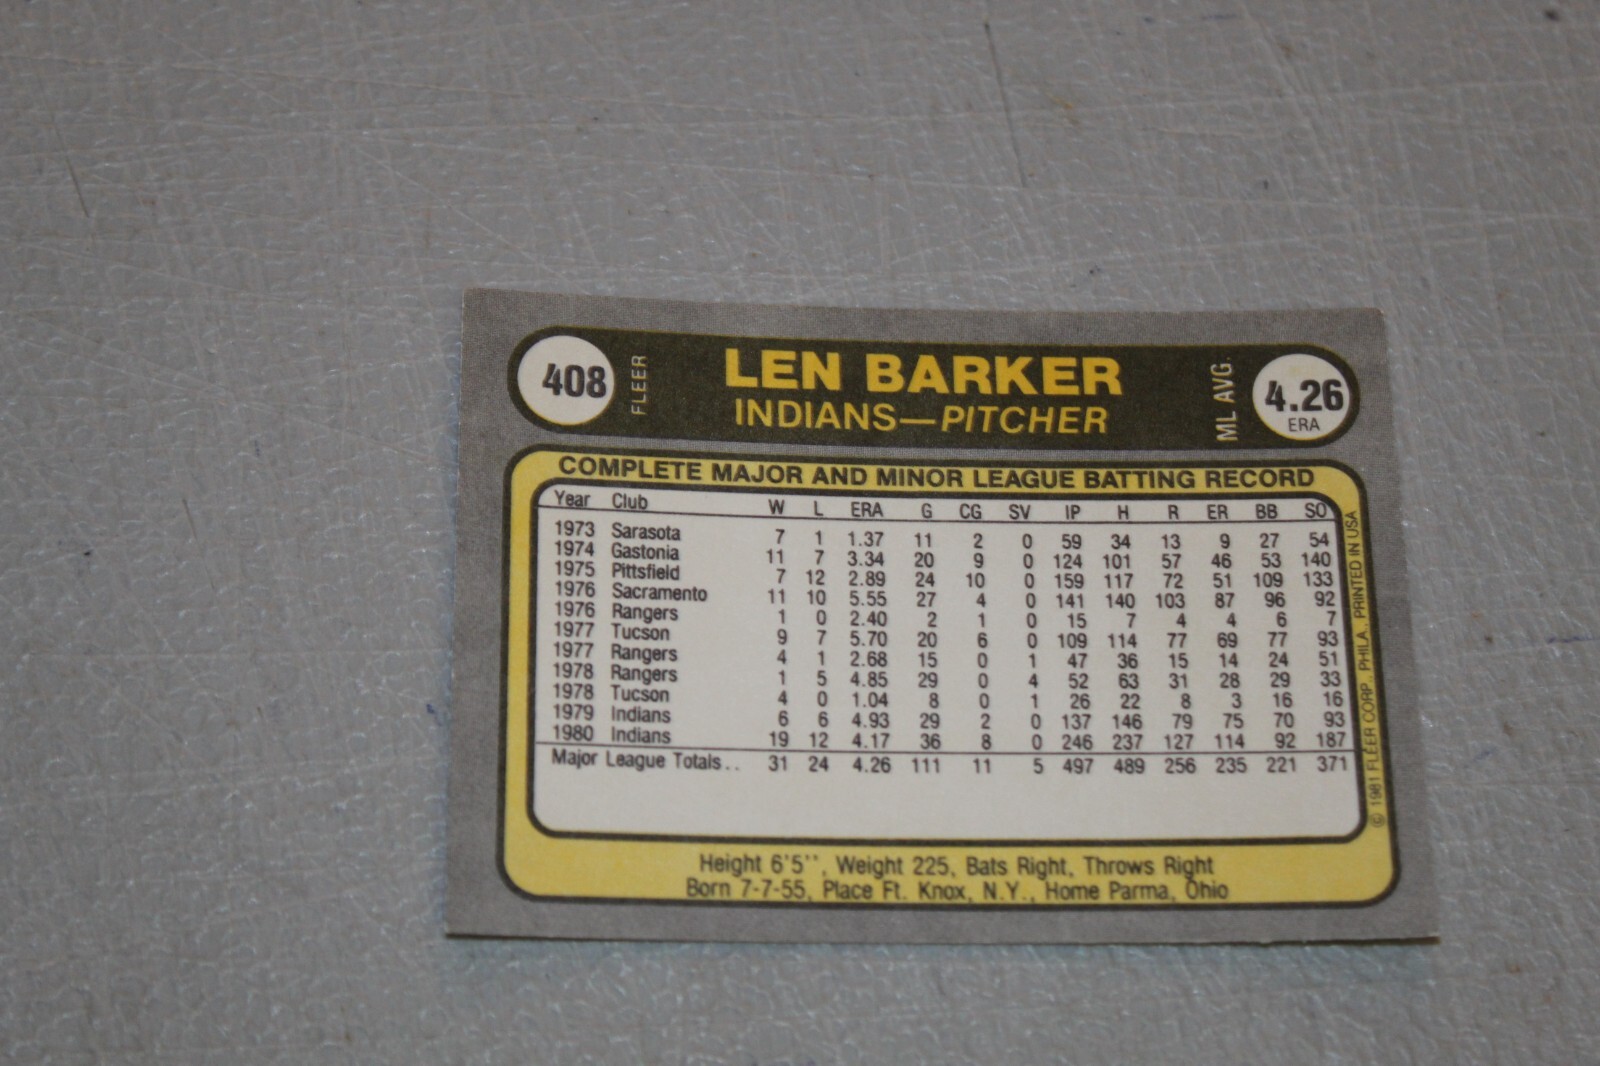 408 FLEER LEN BARKER ML AVG. 4.26
INDIANS—PITCHER ERA
COMPLETE MAJOR AND MINOR LEAGUE BATTING RECORD
Year Club W L ERA G CG SV IP H R ER BB SO
1973 Sarasota 7 1 1.37 11 2 0 59 34 13 9 27 54
1974 Gastonia 11 7 3.34 20 9 0 124 101 57 46 53 140
1975 Pittsfield 7 12 2.89 24 10 0 159 117 72 51 109 133
1976 Sacramento 11 10 5.55 27 4 0 141 140 103 87 96 92
1976 Rangers 1 0 2.40 2 1 0 15 7 4 4 6 7
1977 Tucson 9 7 5.70 20 6 0 109 114 77 69 77 93
1977 Rangers 4 1 2.68 15 0 1 47 36 15 14 24 51
1978 Rangers 1 5 4.85 29 0 4 52 63 31 28 29 33
1978 Tucson 4 0 1.04 8 0 1 26 22 8 3 16 16
1979 Indians 6 6 4.93 29 2 0 137 146 79 75 70 93
1980 Indians 19 12 4.17 36 8 0 246 237 127 114 92 187
Major League Totals.. 31 24 4.26 111 11 5 497 489 256 235 221 371
Height 6'5'', Weight 225, Bats Right, Throws Right
Born 7-7-55, Place Ft. Knox, N.Y., Home Parma, Ohio
© 1981 FLEER CORP., PHILA., PRINTED IN USA